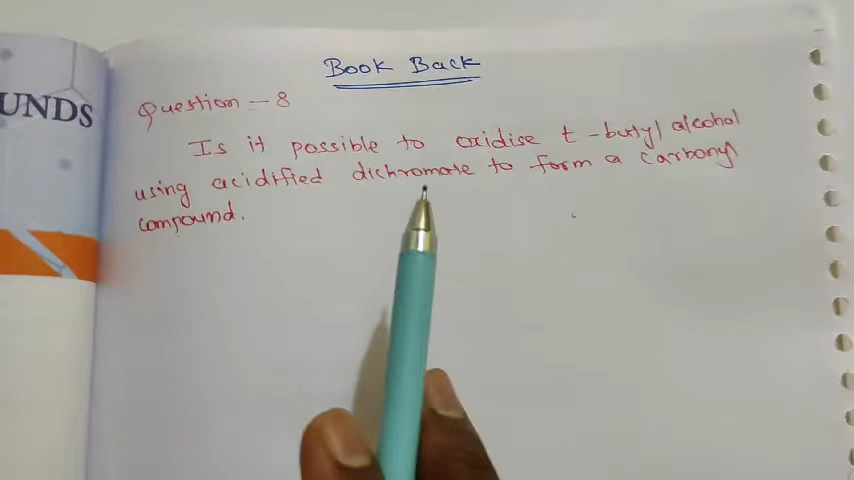 Book Back
UNDS
Question - 8
Is it possible to oxidise t-butyl alcohol
using acidified dichromate to form a carbonyl
compound.